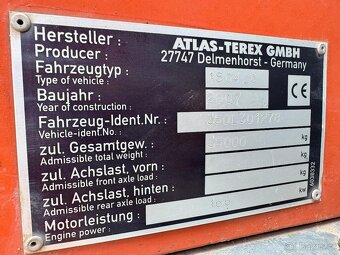 Hersteller :
Producer :
ATLAS-TEREX GMBH
27747 Delmenhorst - Germany
Fahrzeugtyp :
Type of vehicle :
Baujahr :
Year of construction :
CE
Fahrzeug-Ident.Nr. :
Vehicle-ident.No. :
zul. Gesamtgew. :
Admissible total weight :
kg
zul. Achslast, vorn :
Admissible front axle load :
kg
zul. Achslast, hinten :
Admissible rear axle load :
kg
Motorleistung :
Engine power :
kw